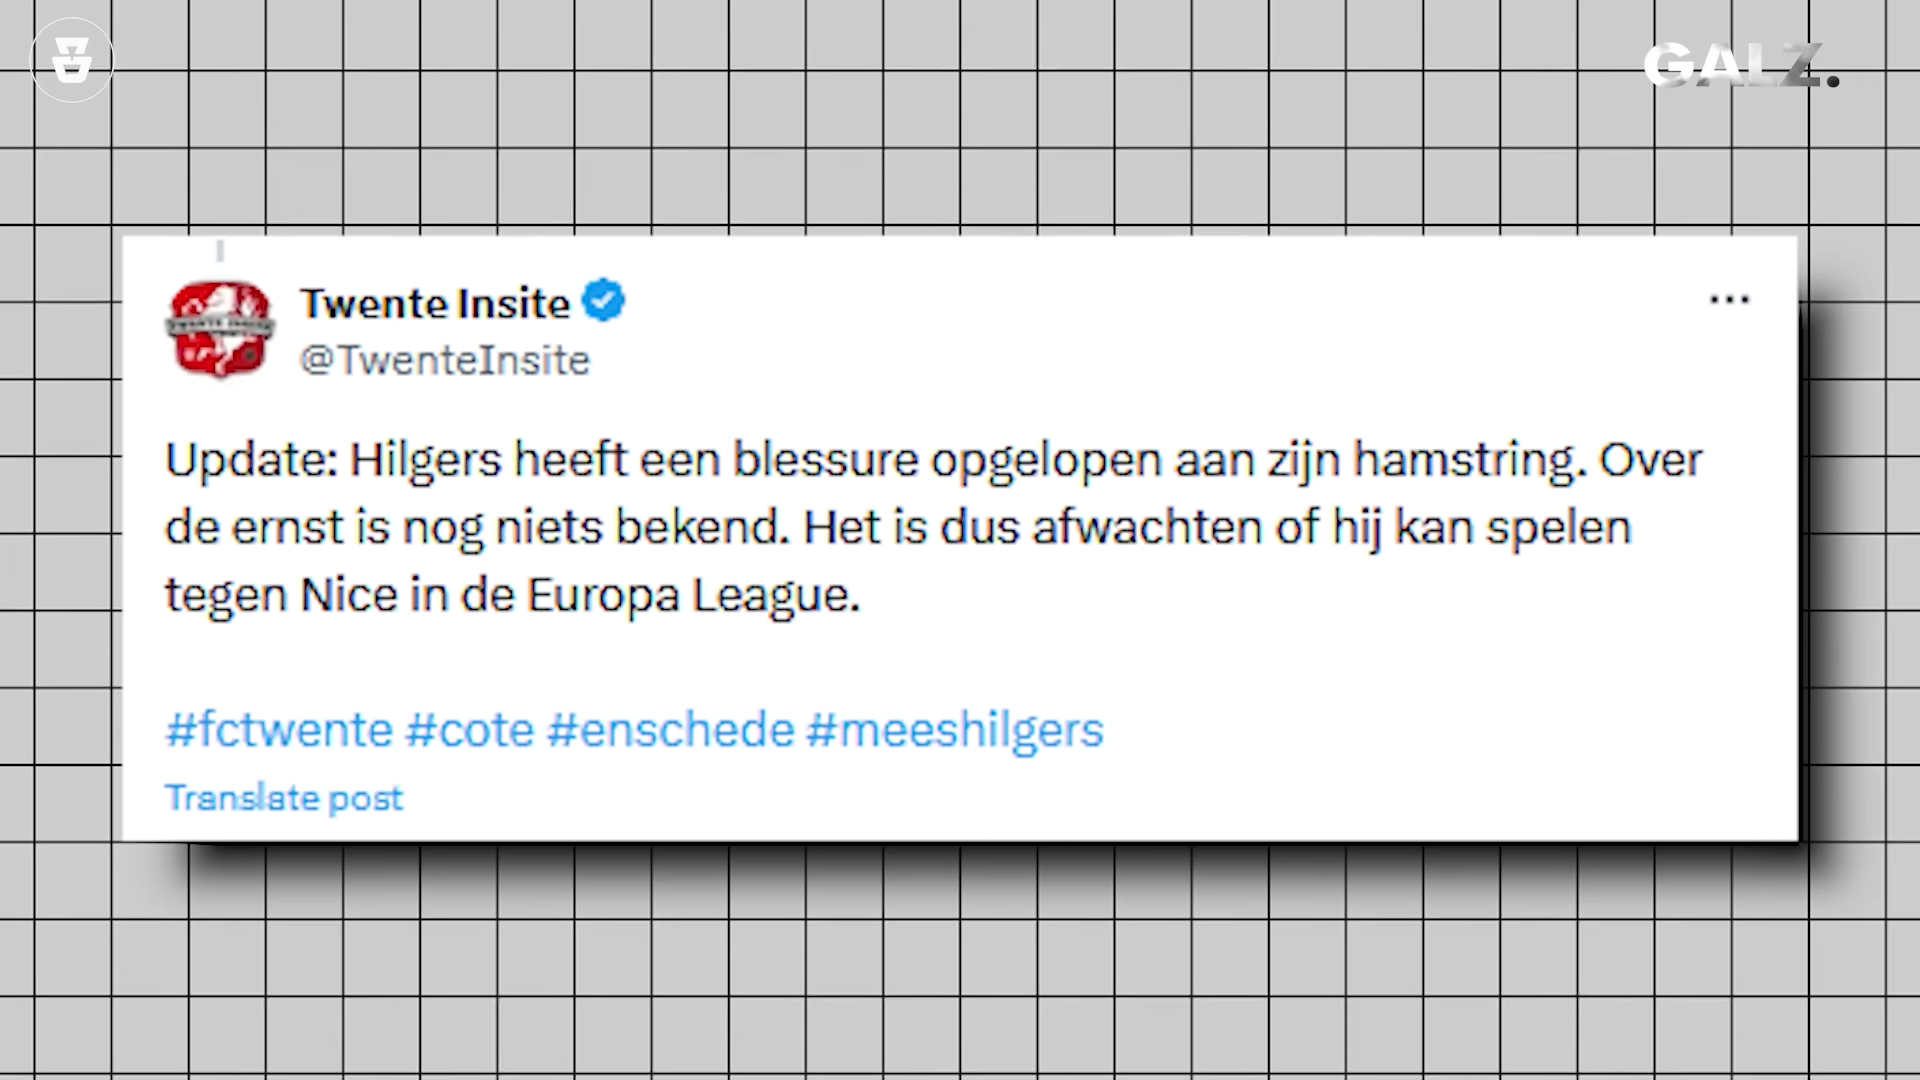 GALZ.
Twente Insite
@TwenteInsite
Update: Hilgers heeft een blessure opgelopen aan zijn hamstring. Over
de ernst is nog niets bekend. Het is dus afwachten of hij kan spelen
tegen Nice in de Europa League.
#fctwente #cote #enschede #meeshilgers
Translate post